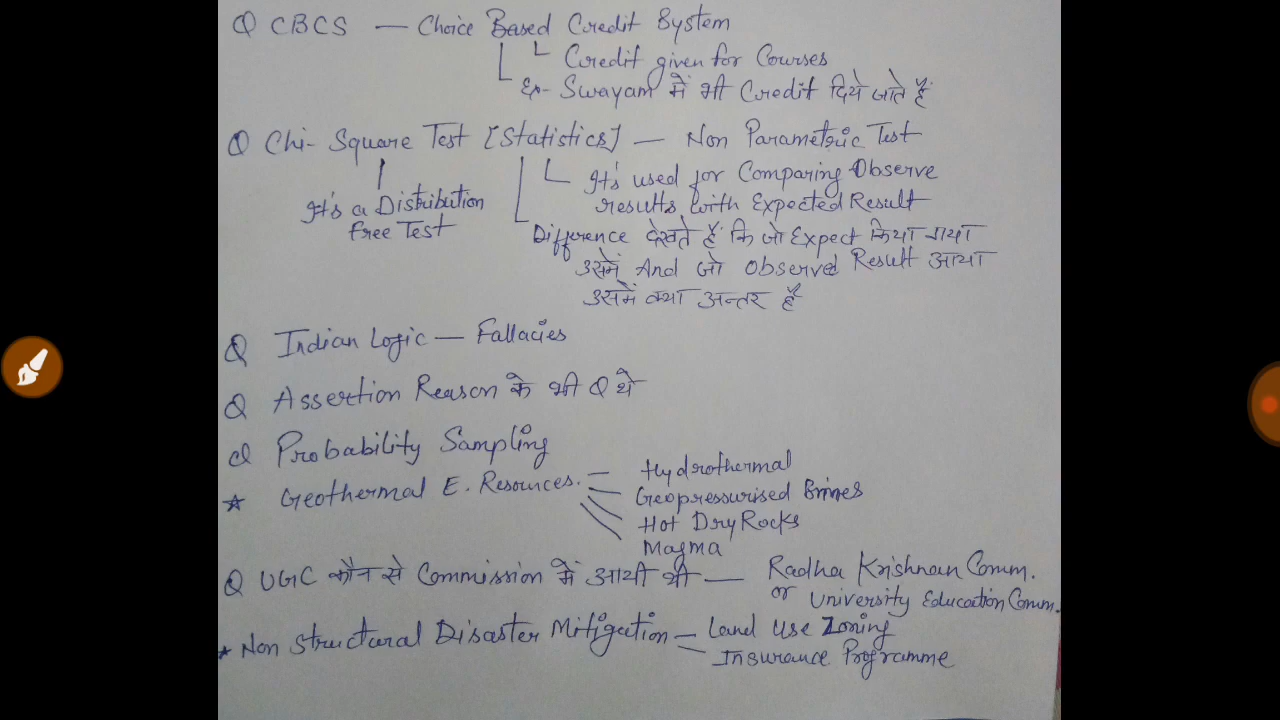 Q CBCS — Choice Based Credit System
Credit given for Courses
Ex- Swayam में भी Credit दिये जाते हैं
Q Chi-Square Test [Statistics] — Non Parametric Test
It's used for Comparing Observe
It's a Distribution
results with Expected Result
free Test
Difference देखते हैं कि जो Expect किया गया
उसमें And जो Observed Result आया
उसमें क्या अन्तर है
Q Indian Logic — Fallacies
Q Assertion Reason के भी Q थे
Q Probability Sampling
★ Geothermal E. Resources. — Hydrothermal
Geopressurised Brines
Hot Dry Rocks
Magma
Q UGC कौन से Commission में आयी थी — Radha Krishnan Comm.
or University Education Comm.
★ Non Structural Disaster Mitigation — Land Use Zoning
Insurance Programme